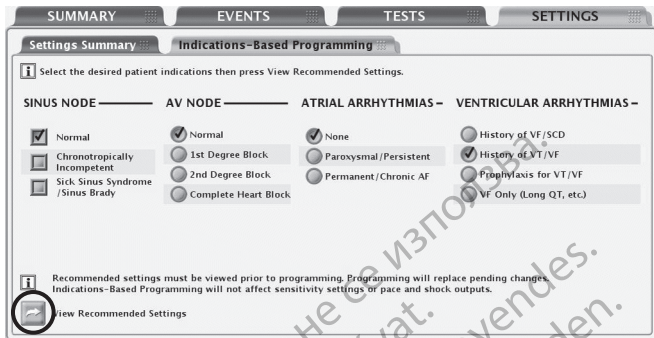 SUMMARY EVENTS TESTS SETTINGS
Settings Summary Indications-Based Programming
i Select the desired patient indications then press View Recommended Settings.
SINUS NODE AV NODE ATRIAL ARRHYTHMIAS VENTRICULAR ARRHYTHMIAS
Normal Normal None History of VF/SCD
Chronotropically Incompetent 1st Degree Block Paroxysmal/Persistent History of VT/VF
Sick Sinus Syndrome /Sinus Brady 2nd Degree Block Permanent/Chronic AF Prophylaxis for VT/VF
Complete Heart Block VF Only (Long QT, etc.)
i Recommended settings must be viewed prior to programming. Programming will replace pending changes.
Indications-Based Programming will not affect sensitivity settings or pace and shock outputs.
View Recommended Settings
не се използва.
vendes.